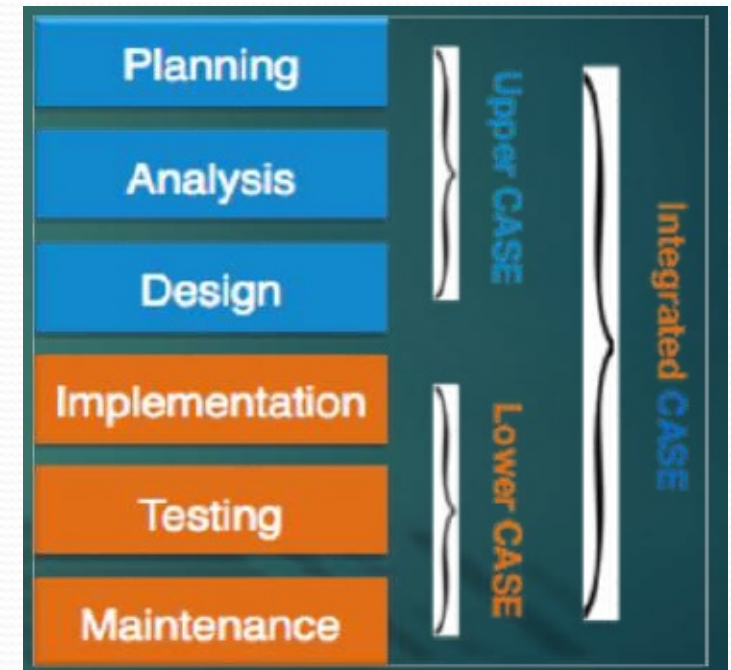 Planning
Analysis
Design
Implementation
Testing
Maintenance
Upper CASE
Lower CASE
Integrated CASE